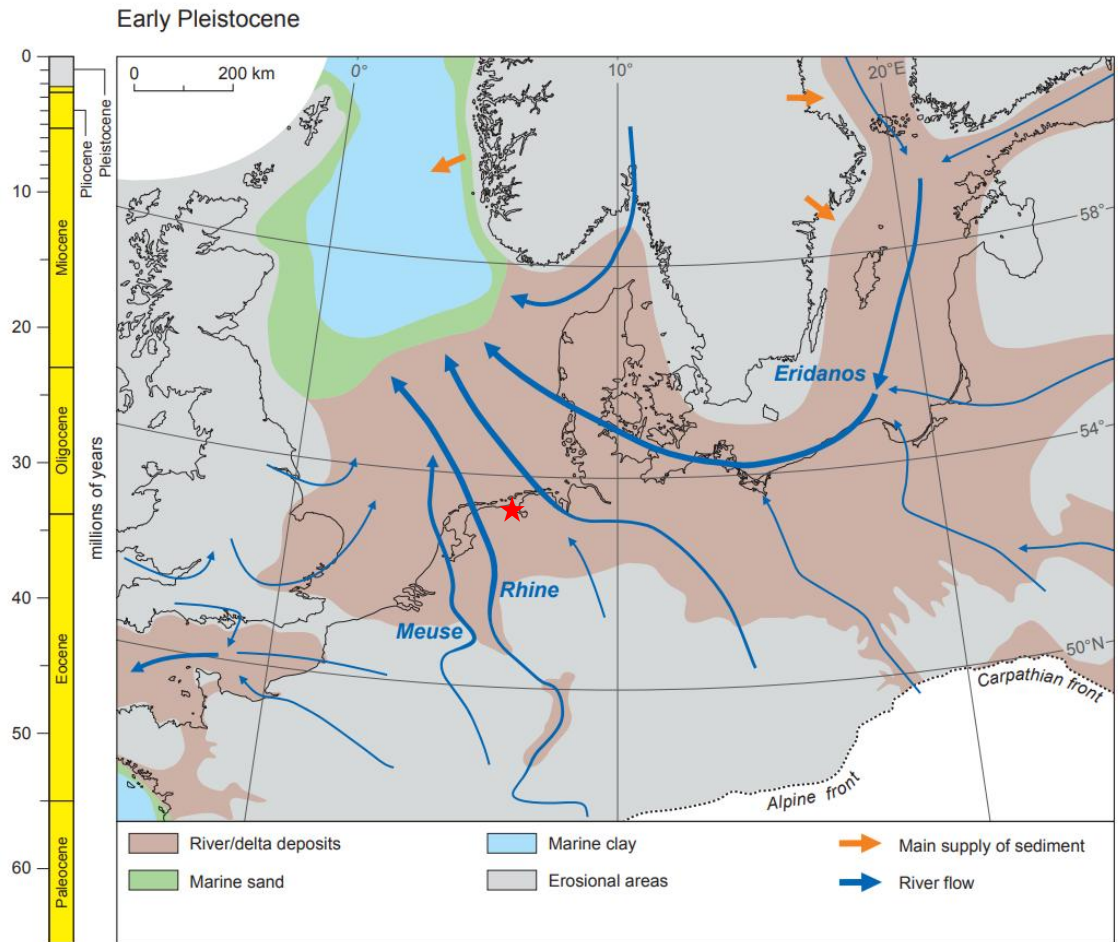 Early Pleistocene
0
10
20
30
40
50
60
millions of years
Pleistocene
Pliocene
Miocene
Oligocene
Eocene
Paleocene
0 200 km
0°
10°
20°E
58°
54°
50°N
Eridanos
Rhine
Meuse
Carpathian front
Alpine front
River/delta deposits
Marine sand
Marine clay
Erosional areas
Main supply of sediment
River flow